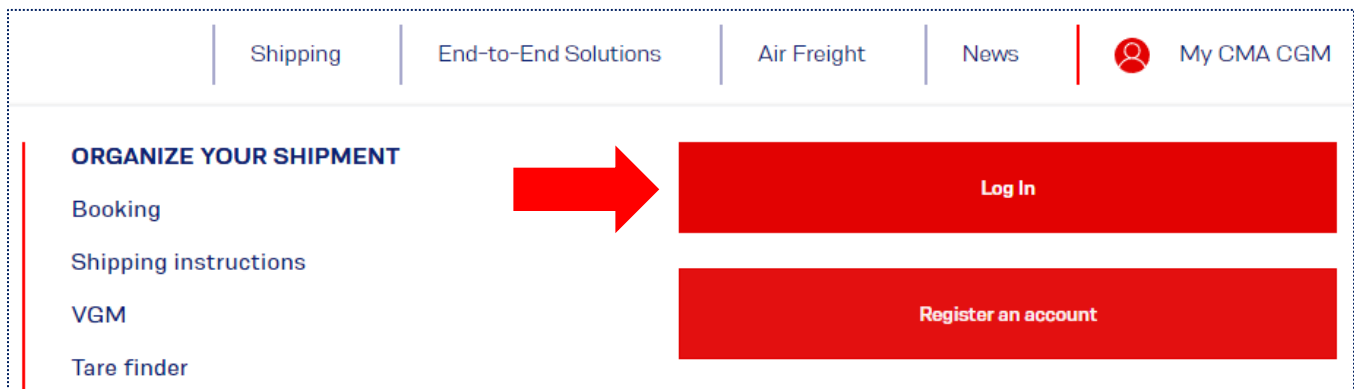 Shipping End-to-End Solutions Air Freight News My CMA CGM
ORGANIZE YOUR SHIPMENT
Booking
Shipping instructions
VGM
Tare finder
Log In
Register an account